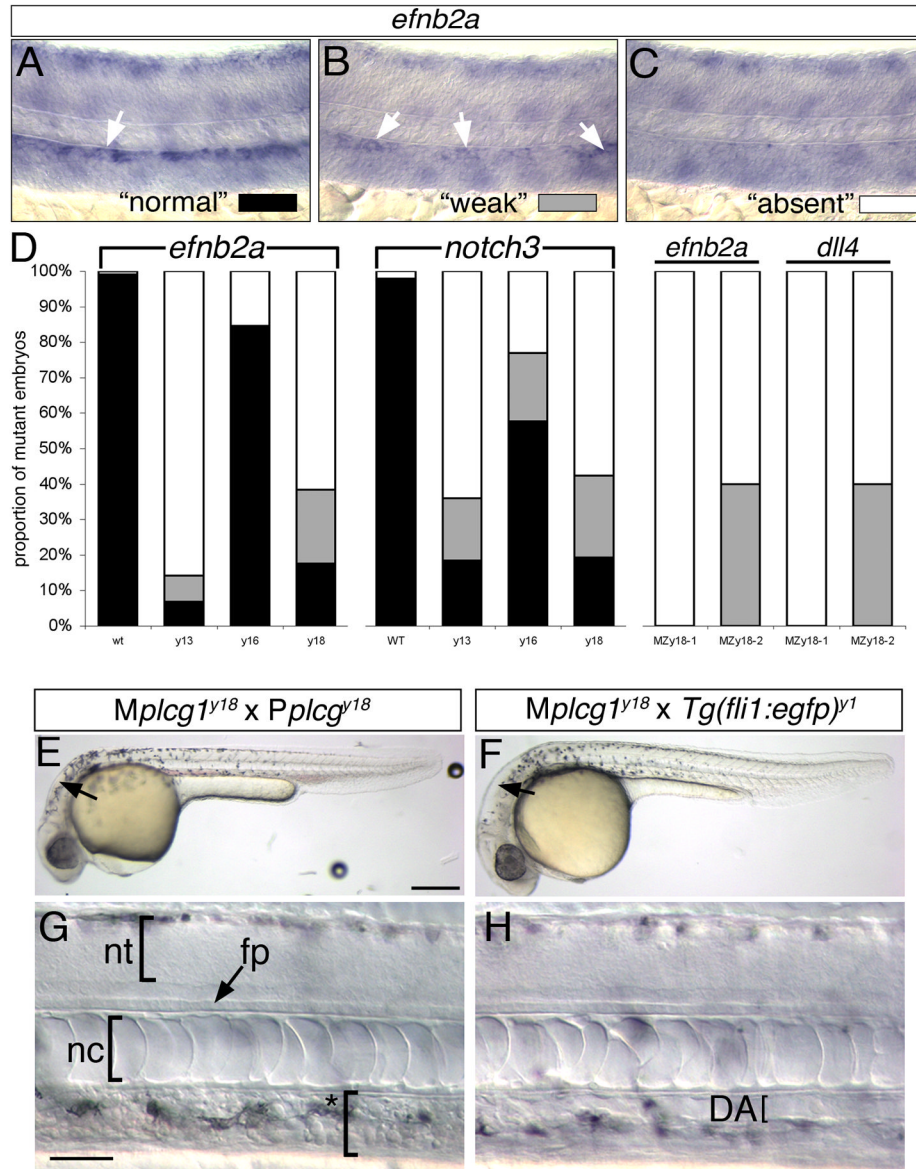 efnb2a
A
B
C
"normal"
"weak"
"absent"
D
efnb2a
notch3
efnb2a
dll4
proportion of mutant embryos
100%
90%
80%
70%
60%
50%
40%
30%
20%
10%
0%
wt
y13
y16
y18
WT
y13
y16
y18
MZy18-1
MZy18-2
MZy18-1
MZy18-2
Mplcg1y18 x Pplcgy18
Mplcg1y18 x Tg(fli1:egfp)y1
E
F
G
nt
fp
nc
*
H
DA